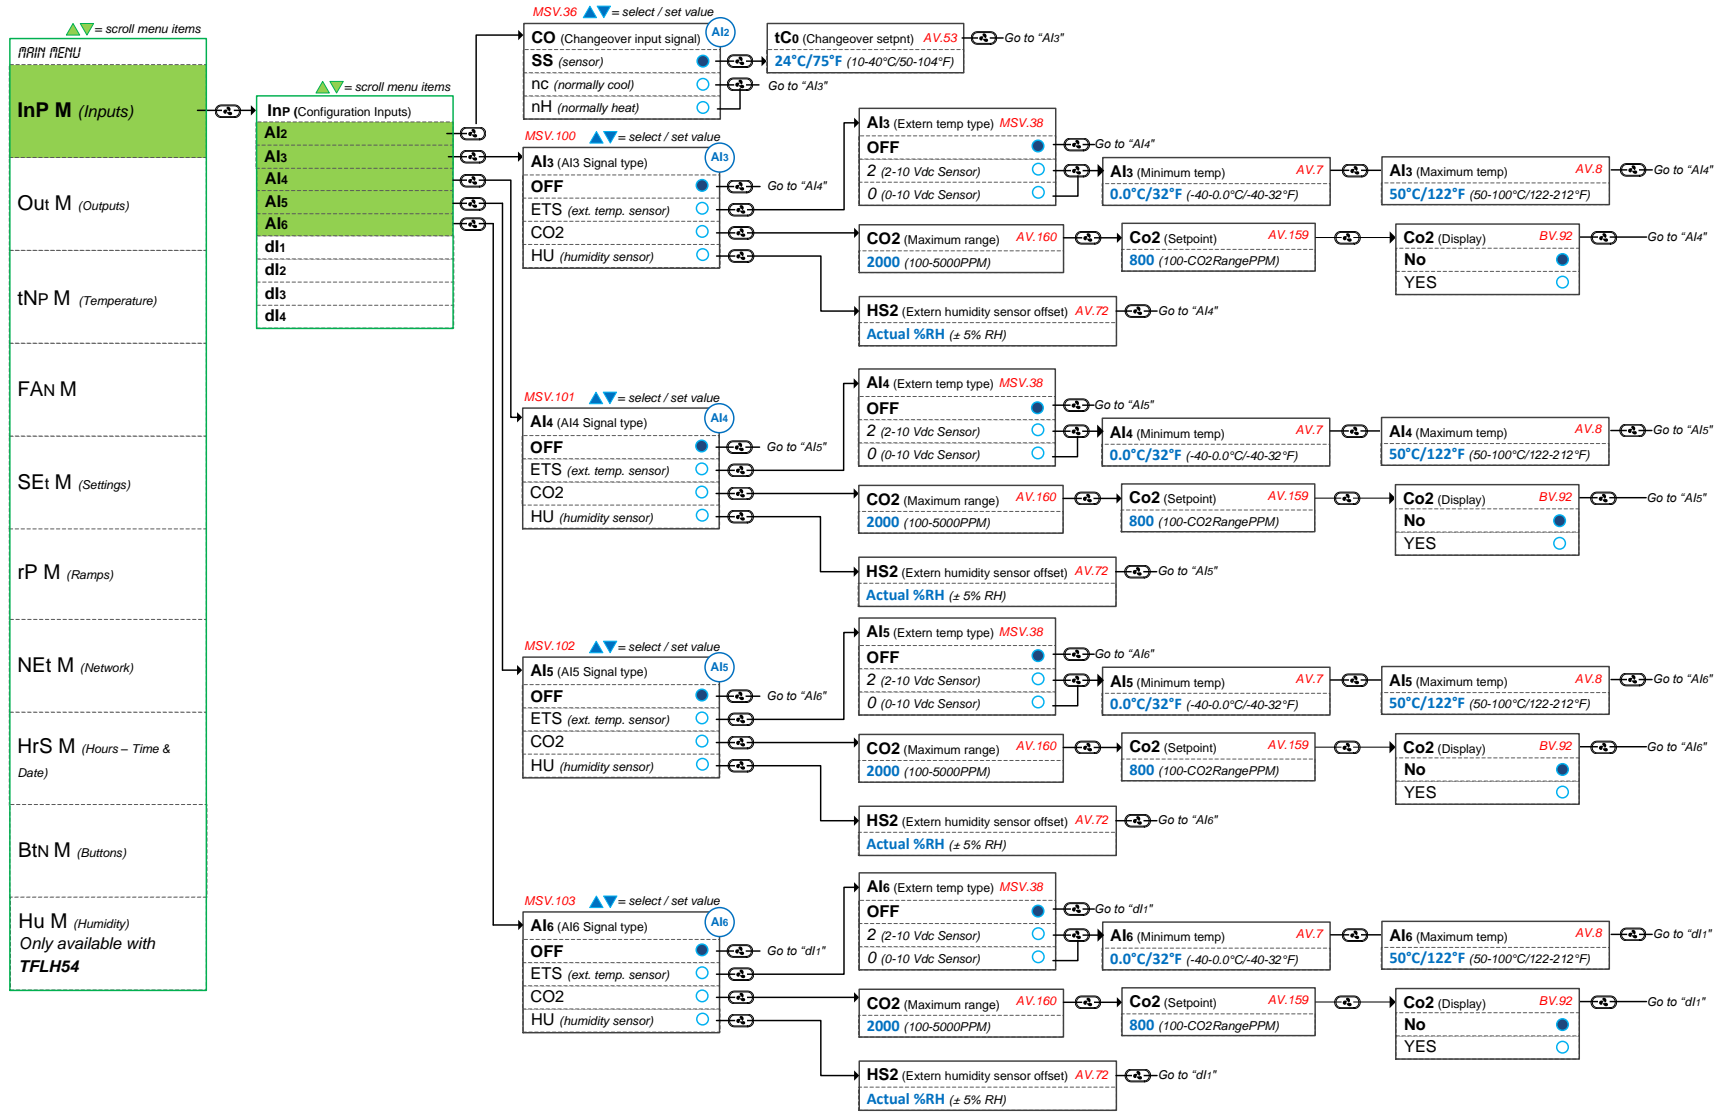 ▲▼= scroll menu items
MAIN MENU
InP M (Inputs)
Out M (Outputs)
tNP M (Temperature)
FAN M
SEt M (Settings)
rP M (Ramps)
NEt M (Network)
HrS M (Hours – Time &
Date)
BtN M (Buttons)
Hu M (Humidity)
Only available with
TFLH54
▲▼= scroll menu items
InP (Configuration Inputs)
AI2
AI3
AI4
AI5
AI6
dI1
dI2
dI3
dI4
MSV.36 ▲▼= select / set value
CO (Changeover input signal) AI2
SS (sensor)
nc (normally cool) Go to “AI3”
nH (normally heat)
tC0 (Changeover setpnt) AV.53 Go to “AI3”
24°C/75°F (10-40°C/50-104°F)
MSV.100 ▲▼= select / set value
AI3 (AI3 Signal type) AI3
OFF Go to “AI4”
ETS (ext. temp. sensor)
CO2
HU (humidity sensor)
AI3 (Extern temp type) MSV.38
OFF Go to “AI4”
2 (2-10 Vdc Sensor)
0 (0-10 Vdc Sensor)
AI3 (Minimum temp) AV.7
0.0°C/32°F (-40-0.0°C/-40-32°F)
AI3 (Maximum temp) AV.8 Go to “AI4”
50°C/122°F (50-100°C/122-212°F)
CO2 (Maximum range) AV.160
2000 (100-5000PPM)
Co2 (Setpoint) AV.159
800 (100-CO2RangePPM)
Co2 (Display) BV.92 Go to “AI4”
No
YES
HS2 (Extern humidity sensor offset) AV.72 Go to “AI4”
Actual %RH (± 5% RH)
MSV.101 ▲▼= select / set value
AI4 (AI4 Signal type) AI4
OFF Go to “AI5”
ETS (ext. temp. sensor)
CO2
HU (humidity sensor)
AI4 (Extern temp type) MSV.38
OFF Go to “AI5”
2 (2-10 Vdc Sensor)
0 (0-10 Vdc Sensor)
AI4 (Minimum temp) AV.7
0.0°C/32°F (-40-0.0°C/-40-32°F)
AI4 (Maximum temp) AV.8 Go to “AI5”
50°C/122°F (50-100°C/122-212°F)
CO2 (Maximum range) AV.160
2000 (100-5000PPM)
Co2 (Setpoint) AV.159
800 (100-CO2RangePPM)
Co2 (Display) BV.92 Go to “AI5”
No
YES
HS2 (Extern humidity sensor offset) AV.72 Go to “AI5”
Actual %RH (± 5% RH)
MSV.102 ▲▼= select / set value
AI5 (AI5 Signal type) AI5
OFF Go to “AI6”
ETS (ext. temp. sensor)
CO2
HU (humidity sensor)
AI5 (Extern temp type) MSV.38
OFF Go to “AI6”
2 (2-10 Vdc Sensor)
0 (0-10 Vdc Sensor)
AI5 (Minimum temp) AV.7
0.0°C/32°F (-40-0.0°C/-40-32°F)
AI5 (Maximum temp) AV.8 Go to “AI6”
50°C/122°F (50-100°C/122-212°F)
CO2 (Maximum range) AV.160
2000 (100-5000PPM)
Co2 (Setpoint) AV.159
800 (100-CO2RangePPM)
Co2 (Display) BV.92 Go to “AI6”
No
YES
HS2 (Extern humidity sensor offset) AV.72 Go to “AI6”
Actual %RH (± 5% RH)
MSV.103 ▲▼= select / set value
AI6 (AI6 Signal type) AI6
OFF Go to “dI1”
ETS (ext. temp. sensor)
CO2
HU (humidity sensor)
AI6 (Extern temp type) MSV.38
OFF Go to “dI1”
2 (2-10 Vdc Sensor)
0 (0-10 Vdc Sensor)
AI6 (Minimum temp) AV.7
0.0°C/32°F (-40-0.0°C/-40-32°F)
AI6 (Maximum temp) AV.8 Go to “dI1”
50°C/122°F (50-100°C/122-212°F)
CO2 (Maximum range) AV.160
2000 (100-5000PPM)
Co2 (Setpoint) AV.159
800 (100-CO2RangePPM)
Co2 (Display) BV.92 Go to “dI1”
No
YES
HS2 (Extern humidity sensor offset) AV.72 Go to “dI1”
Actual %RH (± 5% RH)